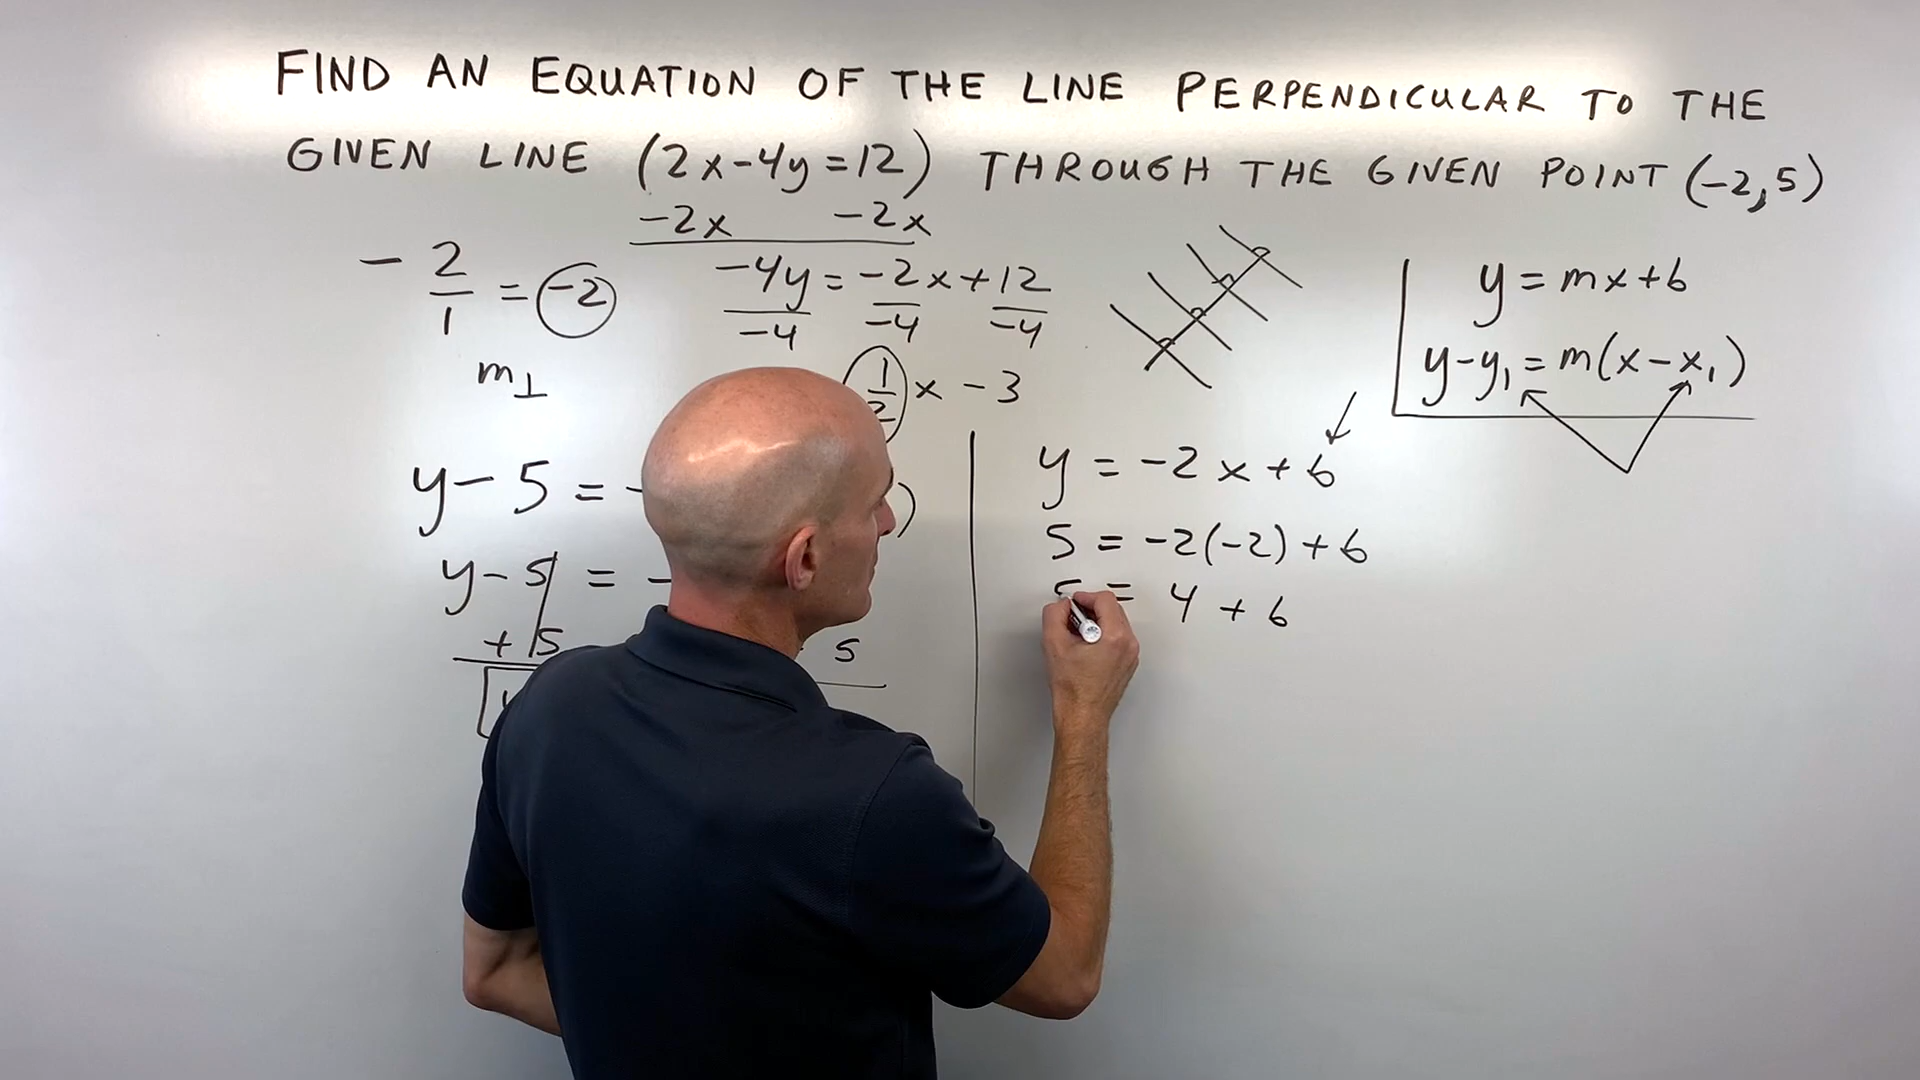 FIND AN EQUATION OF THE LINE PERPENDICULAR TO THE
GIVEN LINE (2x-4y=12) THROUGH THE GIVEN POINT (-2,5)
-2x -2x
- 2/1 = -2
m⊥
-4y = -2x + 12
-4 -4 -4
1/2 x - 3
y - 5 = - )
y - 5 = -
+ 5 5
y = mx + b
y - y₁ = m(x - x₁)
y = -2x + b
5 = -2(-2) + b
5 = 4 + b